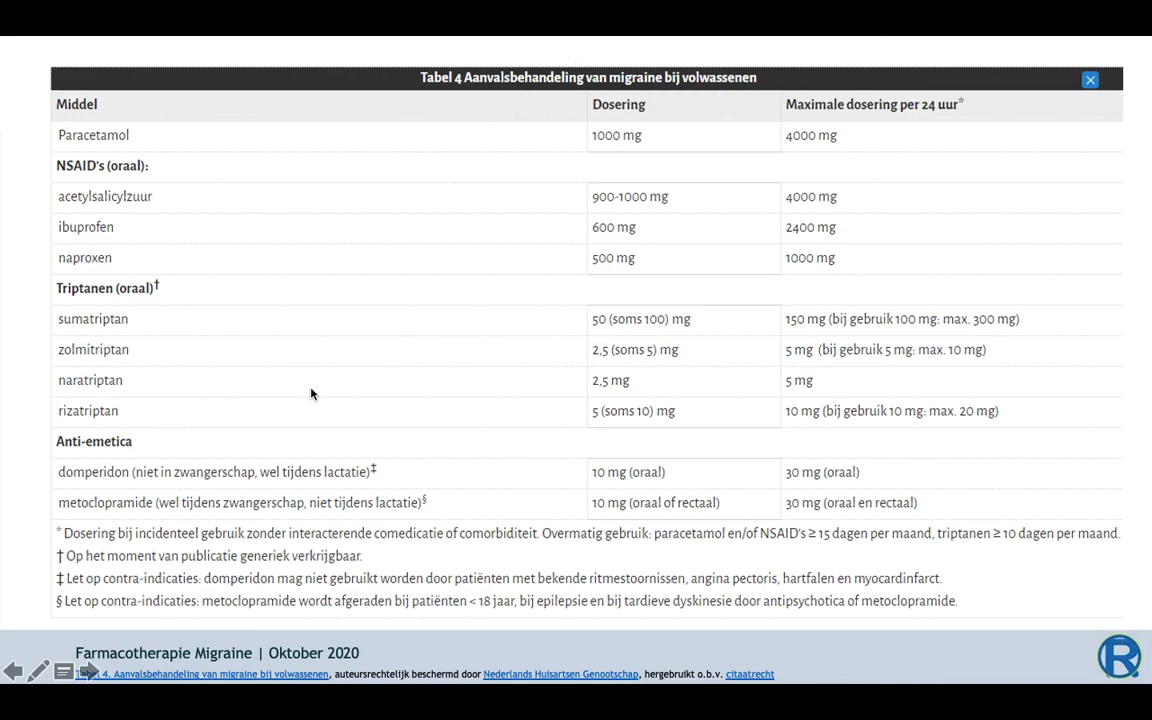 Tabel 4 Aanvalsbehandeling van migraine bij volwassenen
Middel Dosering Maximale dosering per 24 uur*
Paracetamol 1000 mg 4000 mg
NSAID's (oraal):
acetylsalicylzuur 900-1000 mg 4000 mg
ibuprofen 600 mg 2400 mg
naproxen 500 mg 1000 mg
Triptanen (oraal)†
sumatriptan 50 (soms 100) mg 150 mg (bij gebruik 100 mg: max. 300 mg)
zolmitriptan 2,5 (soms 5) mg 5 mg (bij gebruik 5 mg: max. 10 mg)
naratriptan 2,5 mg 5 mg
rizatriptan 5 (soms 10) mg 10 mg (bij gebruik 10 mg: max. 20 mg)
Anti-emetica
domperidon (niet in zwangerschap, wel tijdens lactatie)‡ 10 mg (oraal) 30 mg (oraal)
metoclopramide (wel tijdens zwangerschap, niet tijdens lactatie)§ 10 mg (oraal of rectaal) 30 mg (oraal en rectaal)
* Dosering bij incidenteel gebruik zonder interacterende comedicatie of comorbiditeit. Overmatig gebruik: paracetamol en/of NSAID's ≥ 15 dagen per maand, triptanen ≥ 10 dagen per maand.
† Op het moment van publicatie generiek verkrijgbaar.
‡ Let op contra-indicaties: domperidon mag niet gebruikt worden door patiënten met bekende ritmestoornissen, angina pectoris, hartfalen en myocardinfarct.
§ Let op contra-indicaties: metoclopramide wordt afgeraden bij patiënten < 18 jaar, bij epilepsie en bij tardieve dyskinesie door antipsychotica of metoclopramide.
Farmacotherapie Migraine | Oktober 2020
Tabel 4. Aanvalsbehandeling van migraine bij volwassenen, auteursrechtelijk beschermd door Nederlands Huisartsen Genootschap, hergebruikt o.b.v. citaatrecht
R